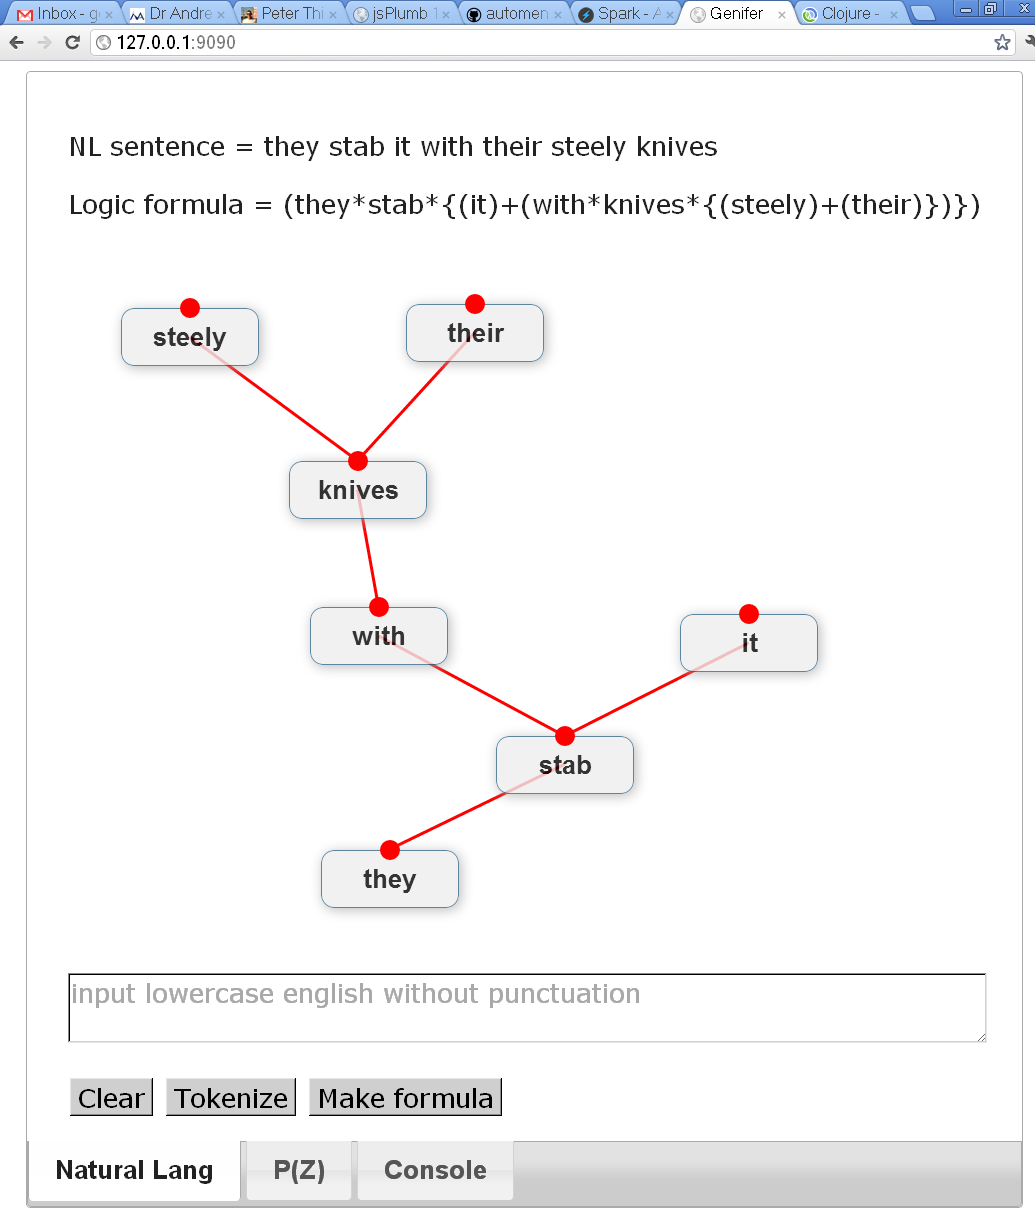 Inbox - g
Dr Andre
Peter Thi
jsPlumb 1
automen
Spark - A
Genifer
Clojure -
127.0.0.1:9090
NL sentence = they stab it with their steely knives
Logic formula = (they*stab*{(it)+(with*knives*{(steely)+(their)})})
steely
their
knives
with
it
stab
they
input lowercase english without punctuation
Clear Tokenize Make formula
Natural Lang P(Z) Console